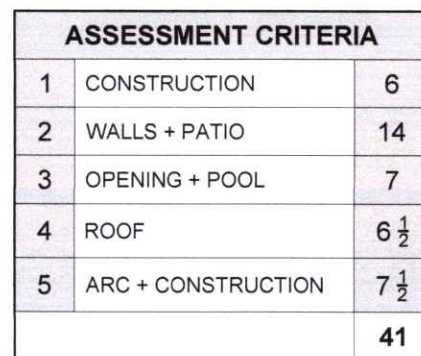 ASSESSMENT CRITERIA
1 CONSTRUCTION 6
2 WALLS + PATIO 14
3 OPENING + POOL 7
4 ROOF 6 ½
5 ARC + CONSTRUCTION 7 ½
41